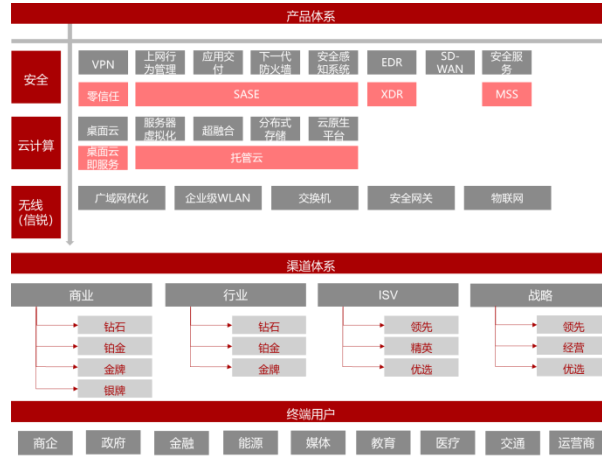 产品体系
安全
VPN
上网行
为管理
应用交
付
下一代
防火墙
安全感
知系统
EDR
SD-
WAN
安全服
务
零信任
SASE
XDR
MSS
云计算
桌面云
服务器
虚拟化
超融合
分布式
存储
云原生
平台
桌面云
即服务
托管云
无线
(信锐)
广域网优化
企业级WLAN
交换机
安全网关
物联网
渠道体系
商业
行业
ISV
战略
钻石
钻石
领先
领先
铂金
铂金
精英
经营
金牌
金牌
优选
优选
银牌
终端用户
商企
政府
金融
能源
媒体
教育
医疗
交通
运营商